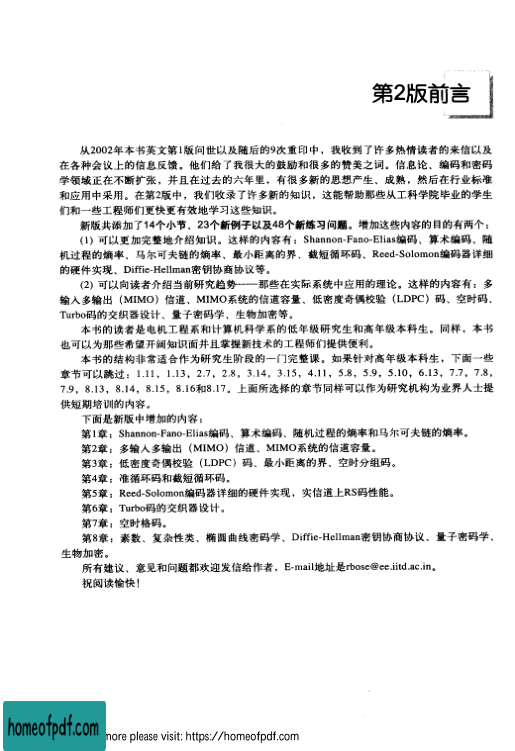 第2版前言
从2002年本书英文第1版问世以及随后的9次重印中，我收到了许多热情读者的来信以及
在各种会议上的信息反馈。他们给了我很大的鼓励和很多的赞美之词。信息论、编码和密码
学领域正在不断扩张，并且在过去的六年里，有很多新的思想产生、成熟，然后在行业标准
和应用中采用。在第2版中，我们收录了许多新的知识，这能帮助那些从工科学院毕业的学生
们和一些工程师们更快更有效地学习这些知识。
新版共添加了14个小节、23个新例子以及48个新练习问题。增加这些内容的目的有两个：
(1) 可以更加完整地介绍知识。这样的内容有：Shannon-Fano-Elias编码、算术编码、随
机过程的熵率、马尔可夫链的熵率、最小距离的界、截短循环码、Reed-Solomon编码器详细
的硬件实现、Diffie-Hellman密钥协商协议等。
(2) 可以向读者介绍当前研究趋势——那些在实际系统中应用的理论。这样的内容有：多
输入多输出（MIMO）信道、MIMO系统的信道容量、低密度奇偶校验（LDPC）码、空时码、
Turbo码的交织器设计、量子密码学、生物加密等。
本书的读者是电机工程系和计算机科学系的低年级研究生和高年级本科生。同样，本书
也可以为那些希望开阔知识面并且掌握新技术的工程师们提供便利。
本书的结构非常适合作为研究生阶段的一门完整课。如果针对高年级本科生，下面一些
章节可以跳过：1.11，1.13，2.7，2.8，3.14，3.15，4.11，5.8，5.9，5.10，6.13，7.7，7.8，
7.9，8.13，8.14，8.15，8.16和8.17。上面所选择的章节同样可以作为研究机构为业界人士提
供短期培训的内容。
下面是新版中增加的内容：
第1章：Shannon-Fano-Elias编码、算术编码、随机过程的熵率和马尔可夫链的熵率。
第2章：多输入多输出（MIMO）信道、MIMO系统的信道容量。
第3章：低密度奇偶校验（LDPC）码、最小距离的界、空时分组码。
第4章：准循环码和截短循环码。
第5章：Reed-Solomon编码器详细的硬件实现，实信道上RS码性能。
第6章：Turbo码的交织器设计。
第7章：空时格码。
第8章：素数、复杂性类、椭圆曲线密码学、Diffie-Hellman密钥协商协议、量子密码学、
生物加密。
所有建议、意见和问题都欢迎发信给作者，E-mail地址是rbose@ee.iitd.ac.in。
祝阅读愉快！
homeofpdf.com
more please visit: https://homeofpdf.com